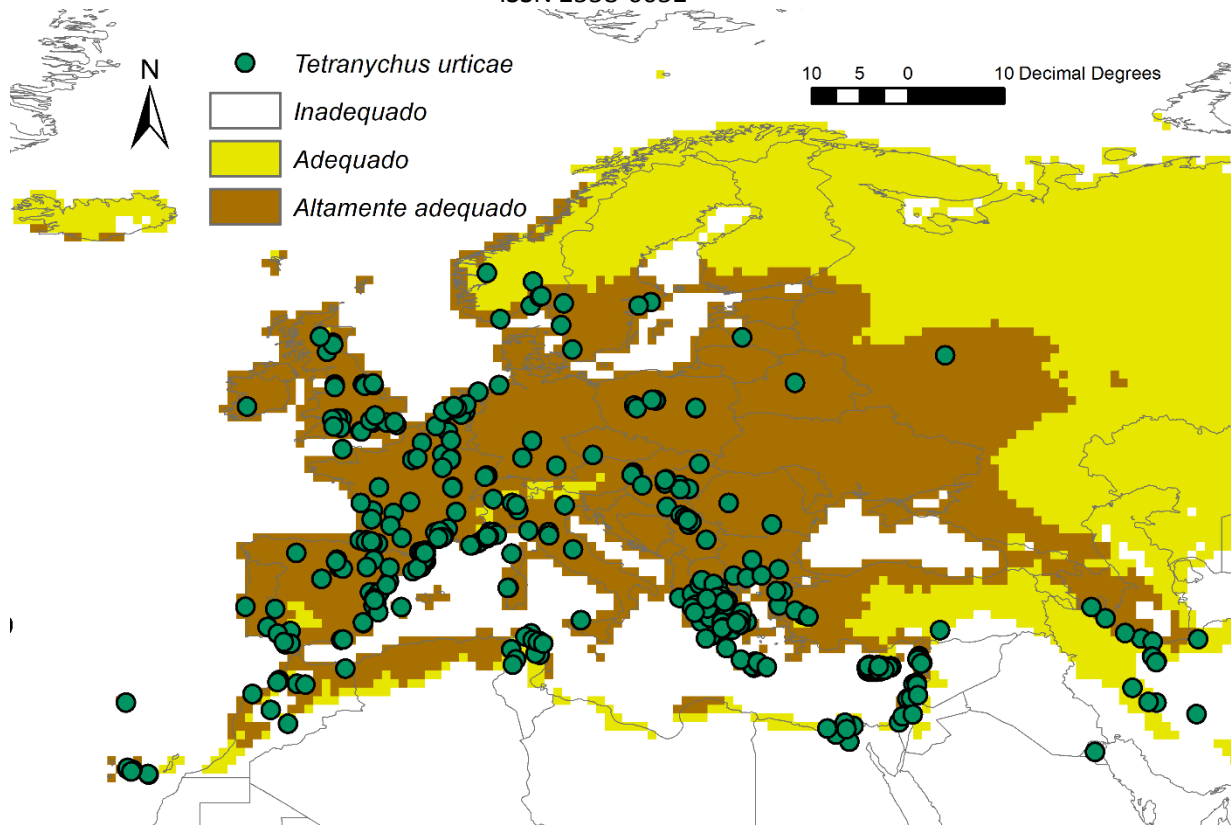 N
Tetranychus urticae
Inadequado
Adequado
Altamente adequado
10 5 0 10 Decimal Degrees